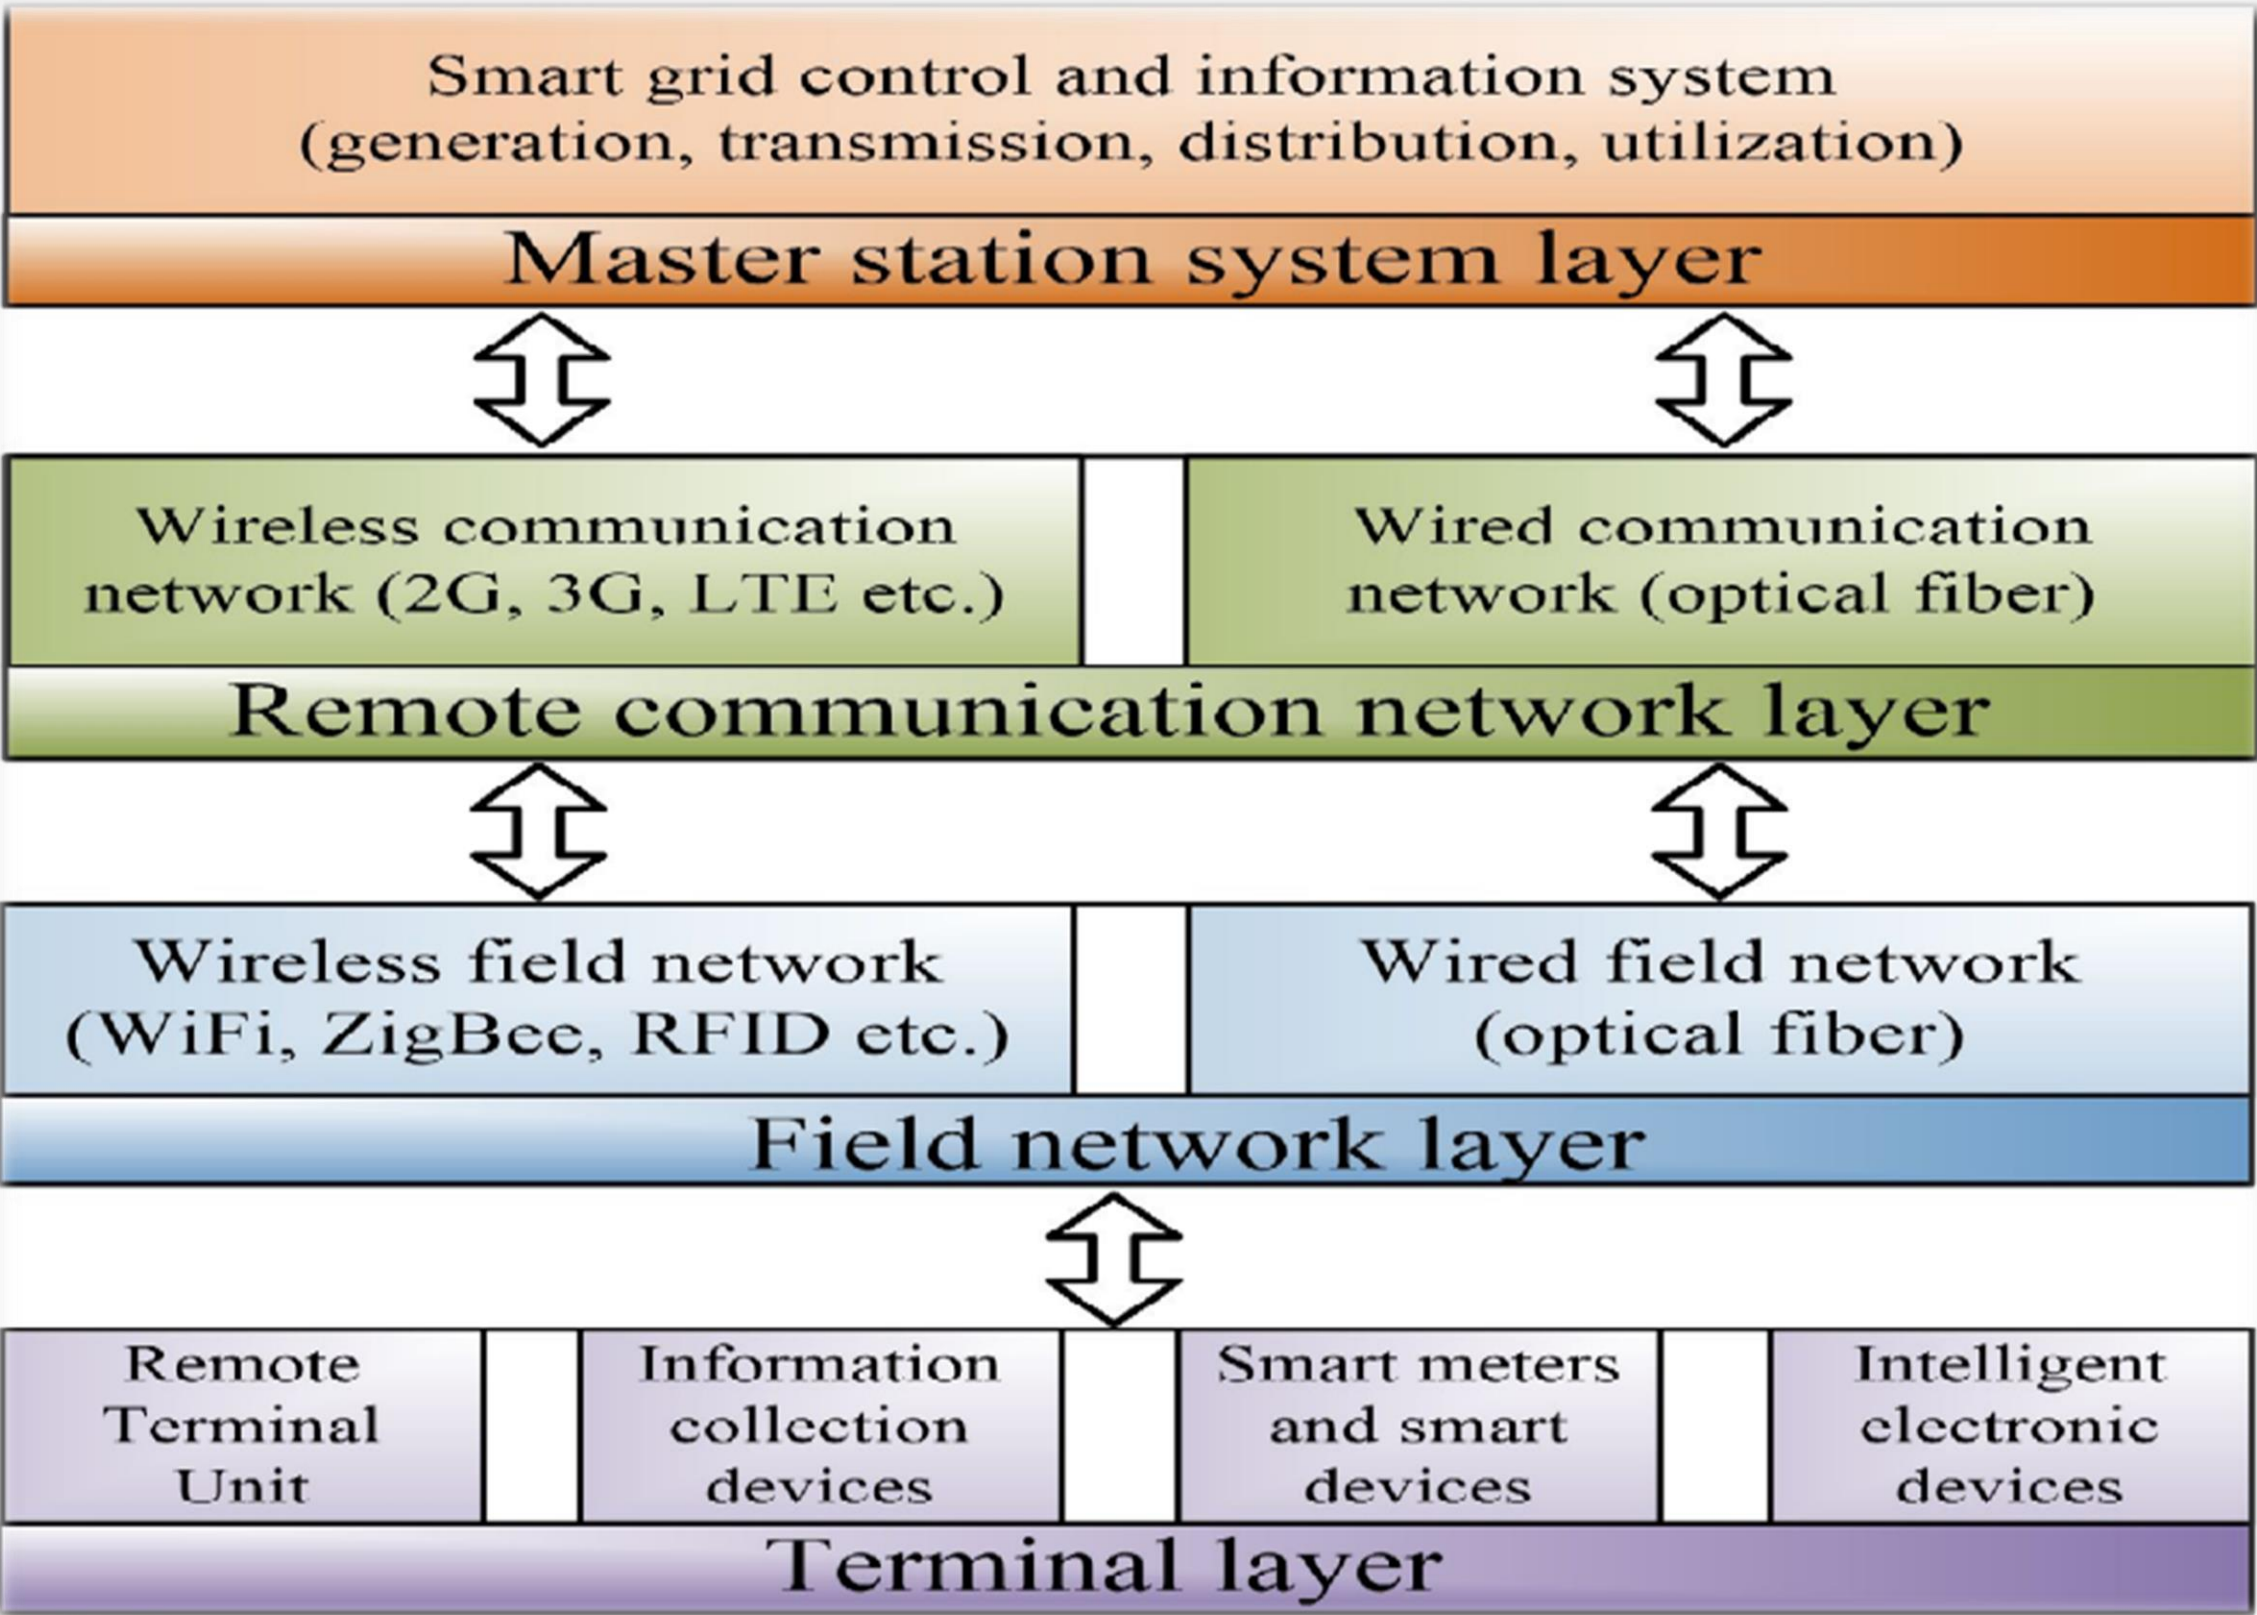 Smart grid control and information system
(generation, transmission, distribution, utilization)
Master station system layer
Wireless communication
network (2G, 3G, LTE etc.)
Wired communication
network (optical fiber)
Remote communication network layer
Wireless field network
(WiFi, ZigBee, RFID etc.)
Wired field network
(optical fiber)
Field network layer
Remote
Terminal
Unit
Information
collection
devices
Smart meters
and smart
devices
Intelligent
electronic
devices
Terminal layer